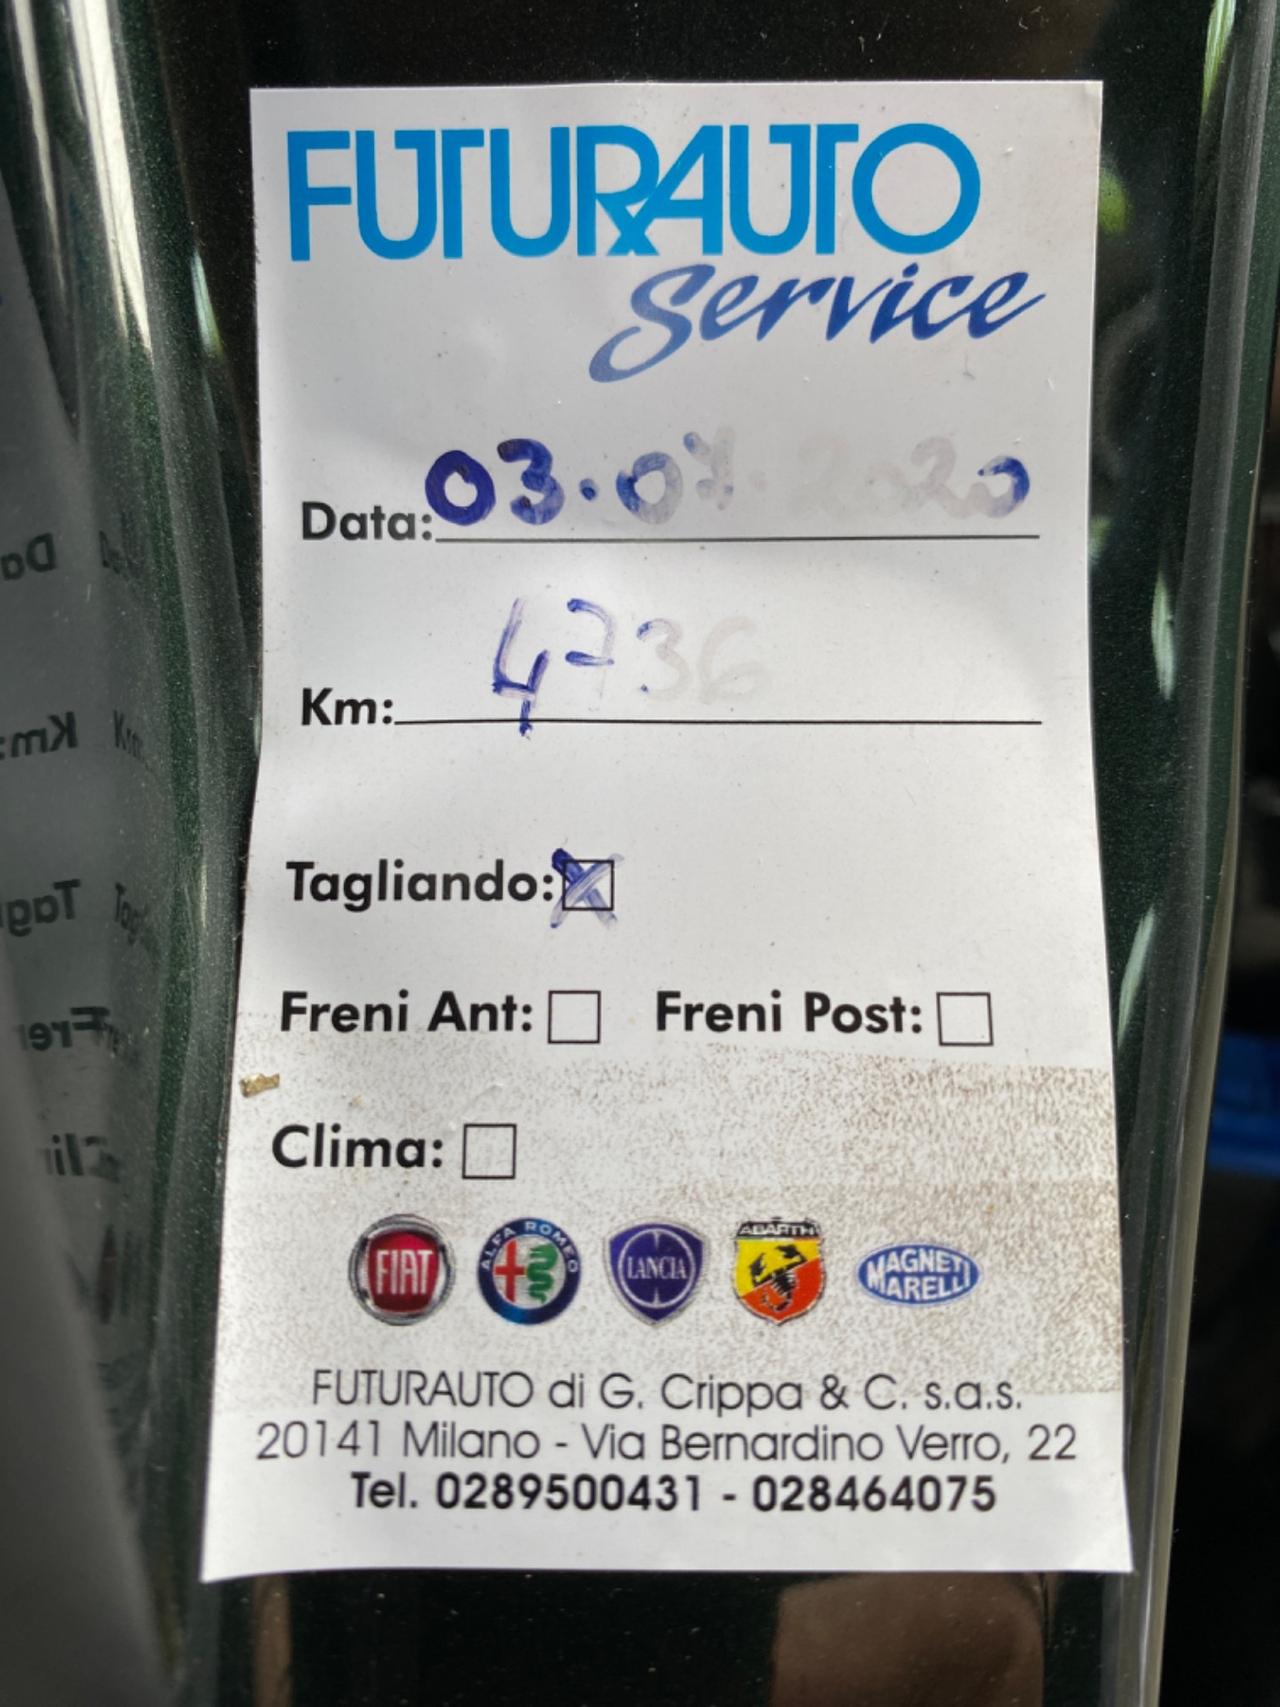 FUTURAUTO
Service
Data: 03.07.2020
Km: 4736
Tagliando:
Freni Ant: Freni Post:
Clima:
FIAT ALFA ROMEO LANCIA ABARTH MAGNETI MARELLI
FUTURAUTO di G. Crippa & C. s.a.s.
20141 Milano - Via Bernardino Verro, 22
Tel. 0289500431 - 028464075